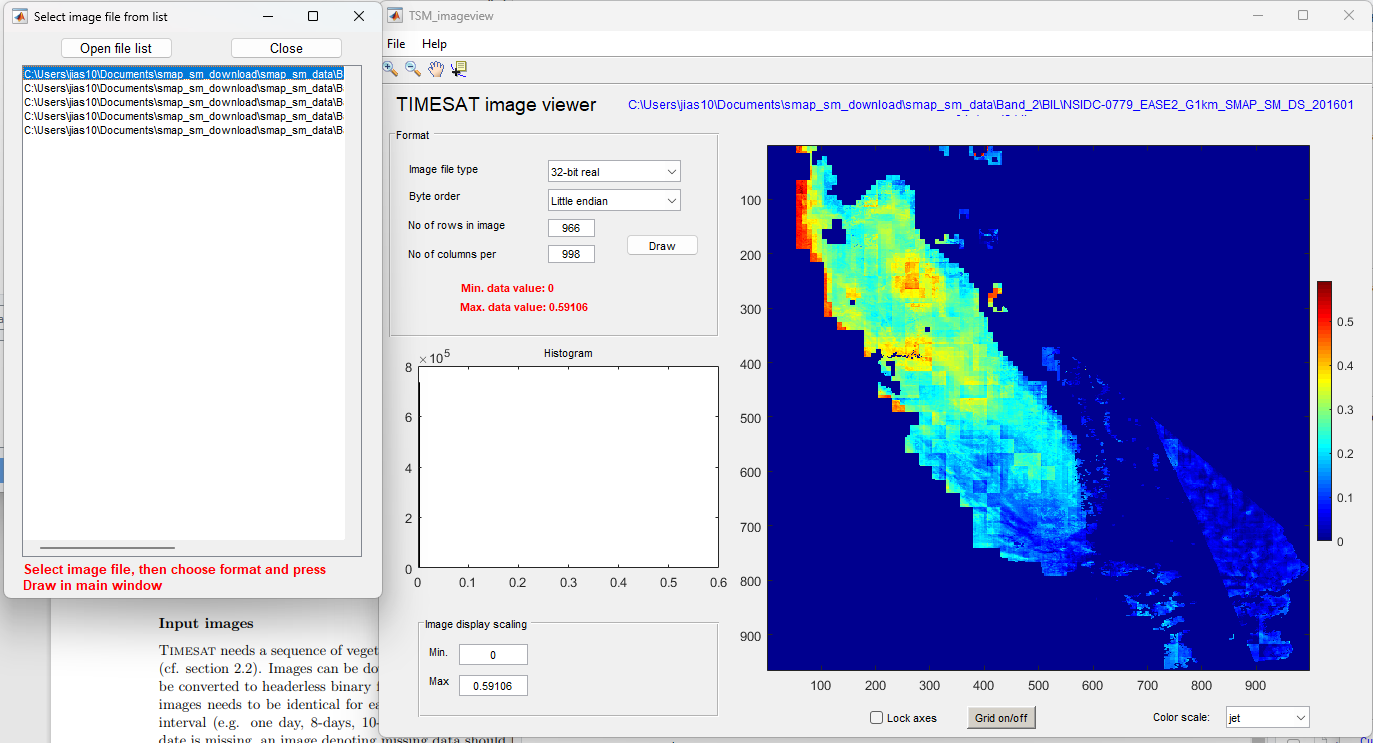 Select image file from list
Open file list
Close
C:\Users\jias10\Documents\smap_sm_download\smap_sm_data\B
C:\Users\jias10\Documents\smap_sm_download\smap_sm_data\B
C:\Users\jias10\Documents\smap_sm_download\smap_sm_data\B
C:\Users\jias10\Documents\smap_sm_download\smap_sm_data\B
C:\Users\jias10\Documents\smap_sm_download\smap_sm_data\B
Select image file, then choose format and press
Draw in main window
Input images
TIMESAT needs a sequence of veget
(cf. section 2.2). Images can be do
be converted to headerless binary f
images needs to be identical for ea
interval (e.g. one day, 8-days, 10-
date is missing, an image denoting missing data should
TSM_imageview
File Help
TIMESAT image viewer
C:\Users\jias10\Documents\smap_sm_download\smap_sm_data\Band_2\BIL\NSIDC-0779_EASE2_G1km_SMAP_SM_DS_201601
Format
Image file type 32-bit real
Byte order Little endian
No of rows in image 966
No of columns per 998
Draw
Min. data value: 0
Max. data value: 0.59106
Histogram
×10^5
8
6
4
2
0
0 0.1 0.2 0.3 0.4 0.5 0.6
Image display scaling
Min. 0
Max 0.59106
100
200
300
400
500
600
700
800
900
100 200 300 400 500 600 700 800 900
0.5
0.4
0.3
0.2
0.1
0
Lock axes
Grid on/off
Color scale: jet